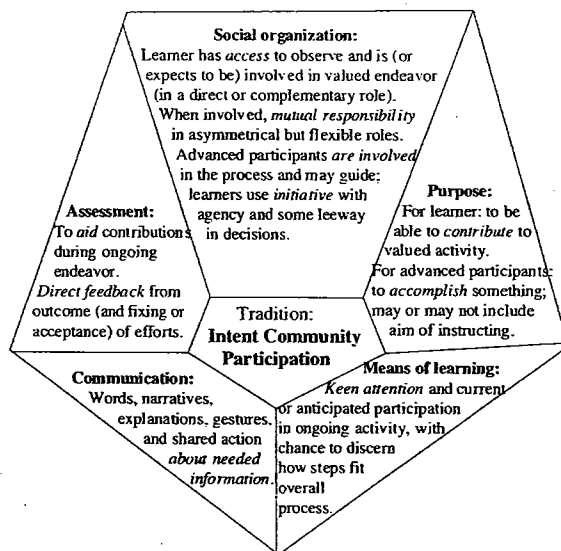 Social organization:
Learner has access to observe and is (or
expects to be) involved in valued endeavor
(in a direct or complementary role).
When involved, mutual responsibility
in asymmetrical but flexible roles.
Advanced participants are involved
in the process and may guide;
learners use initiative with
agency and some leeway
in decisions.
Assessment:
To aid contributions
during ongoing
endeavor.
Direct feedback from
outcome (and fixing or
acceptance) of efforts.
Purpose:
For learner: to be
able to contribute to
valued activity.
For advanced participants:
to accomplish something;
may or may not include
aim of instructing.
Tradition:
Intent Community
Participation
Communication:
Words, narratives,
explanations, gestures,
and shared action
about needed
information.
Means of learning:
Keen attention and current
or anticipated participation
in ongoing activity, with
chance to discern
how steps fit
overall
process.